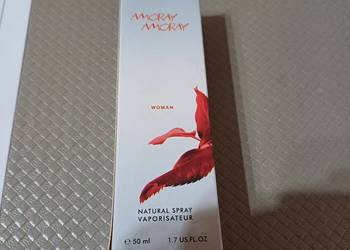 AMORAY
AMORAY
WOMAN
NATURAL SPRAY
VAPORISATEUR
℮ 50 ml 1.7 US.FL.OZ